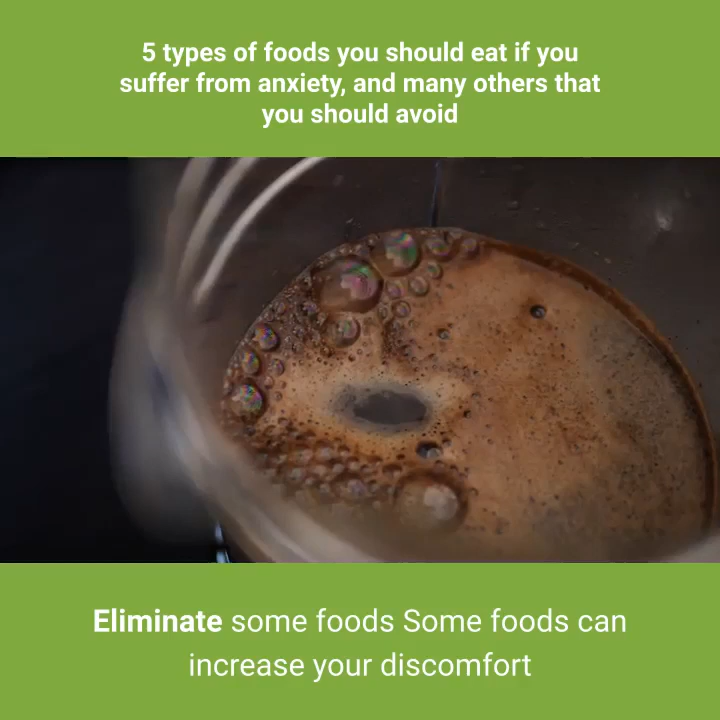 5 types of foods you should eat if you
suffer from anxiety, and many others that
you should avoid
Eliminate some foods Some foods can
increase your discomfort